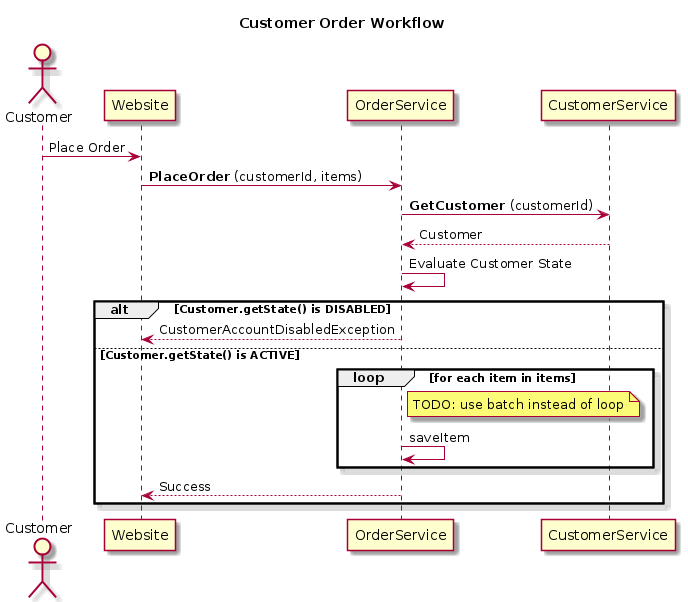 Customer Order Workflow
Customer
Website
OrderService
CustomerService
Place Order
PlaceOrder (customerId, items)
GetCustomer (customerId)
Customer
Evaluate Customer State
alt
[Customer.getState() is DISABLED]
CustomerAccountDisabledException
[Customer.getState() is ACTIVE]
loop
[for each item in items]
TODO: use batch instead of loop
saveItem
Success
Customer
Website
OrderService
CustomerService